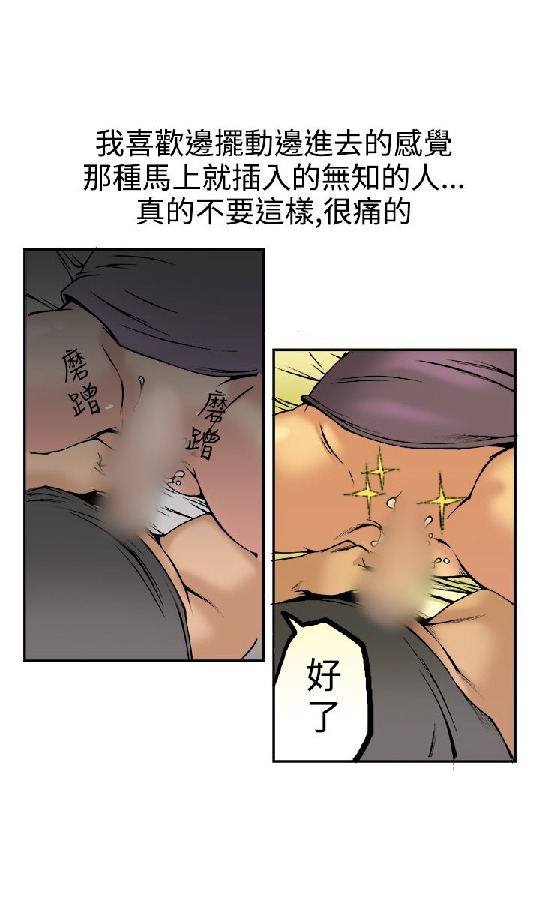 我喜歡邊擺動邊進去的感覺
那種馬上就插入的無知的人...
真的不要這樣,很痛的
磨蹭
磨蹭
好了